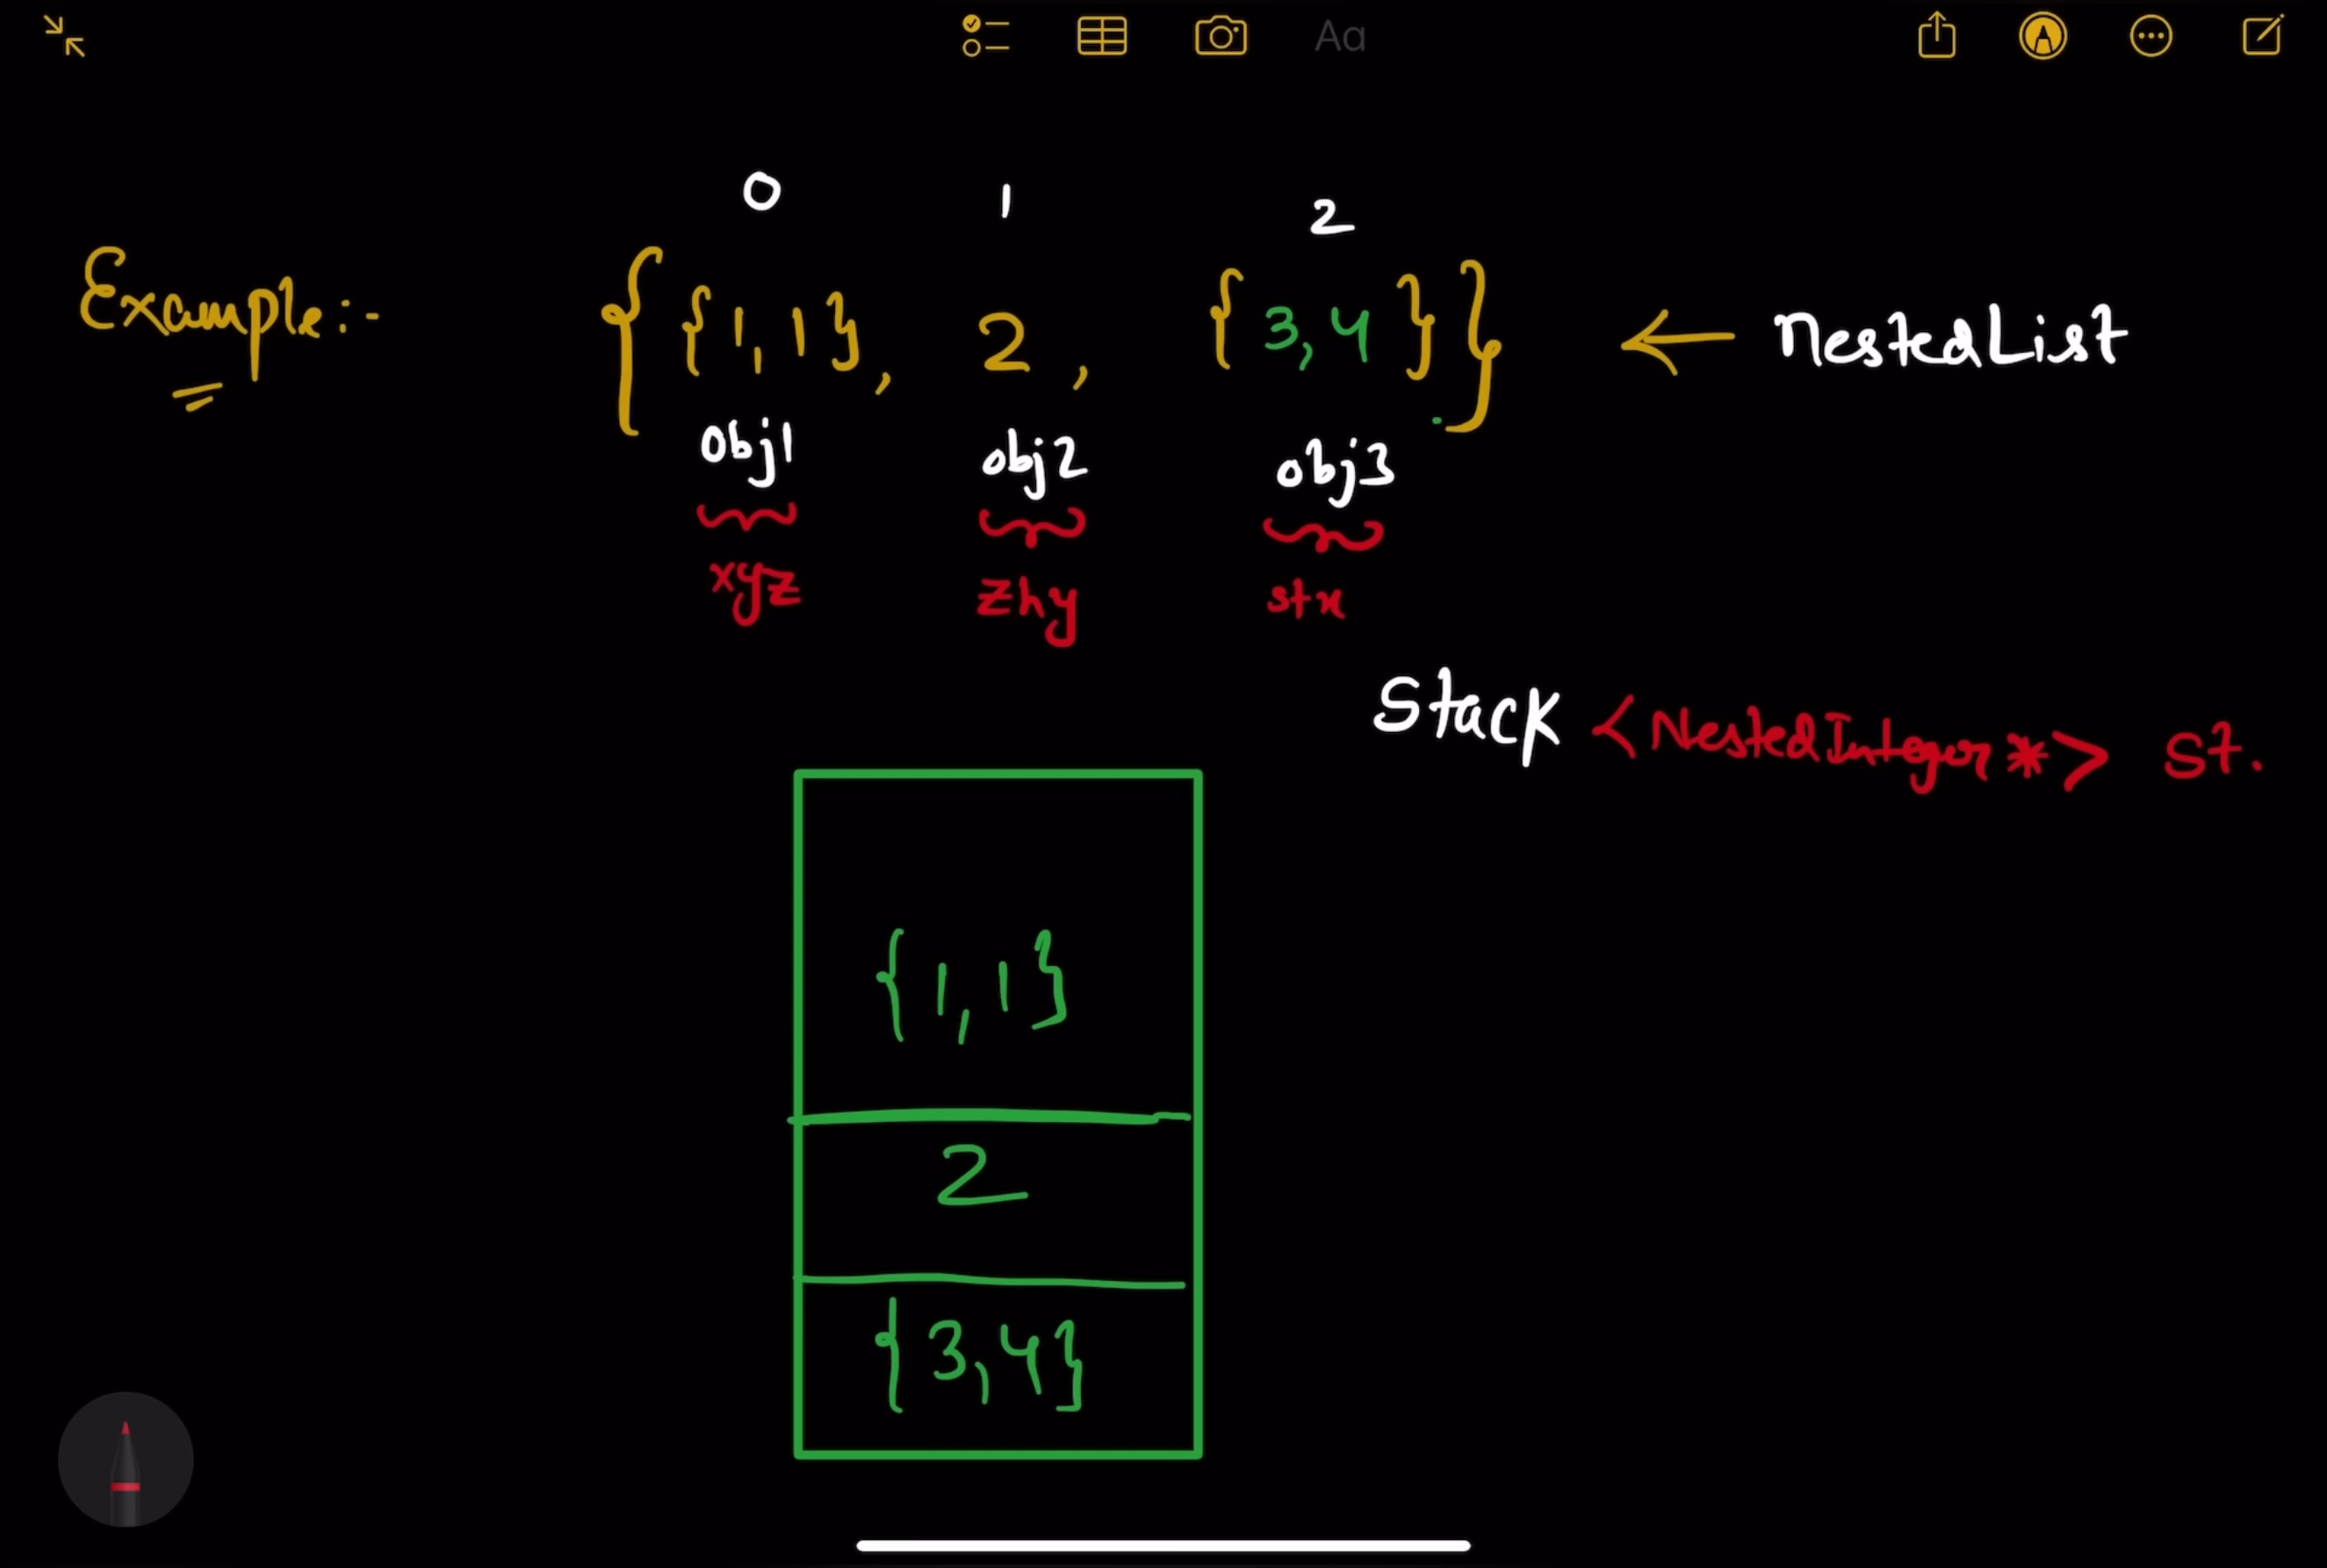 Aa
0 1 2
Example:- {{1,1}, 2, {3,4}} ← nestedList
obj1 obj2 obj3
xyz zhy stx
Stack <NestedInteger*> st.
{1,1}
2
{3,4}